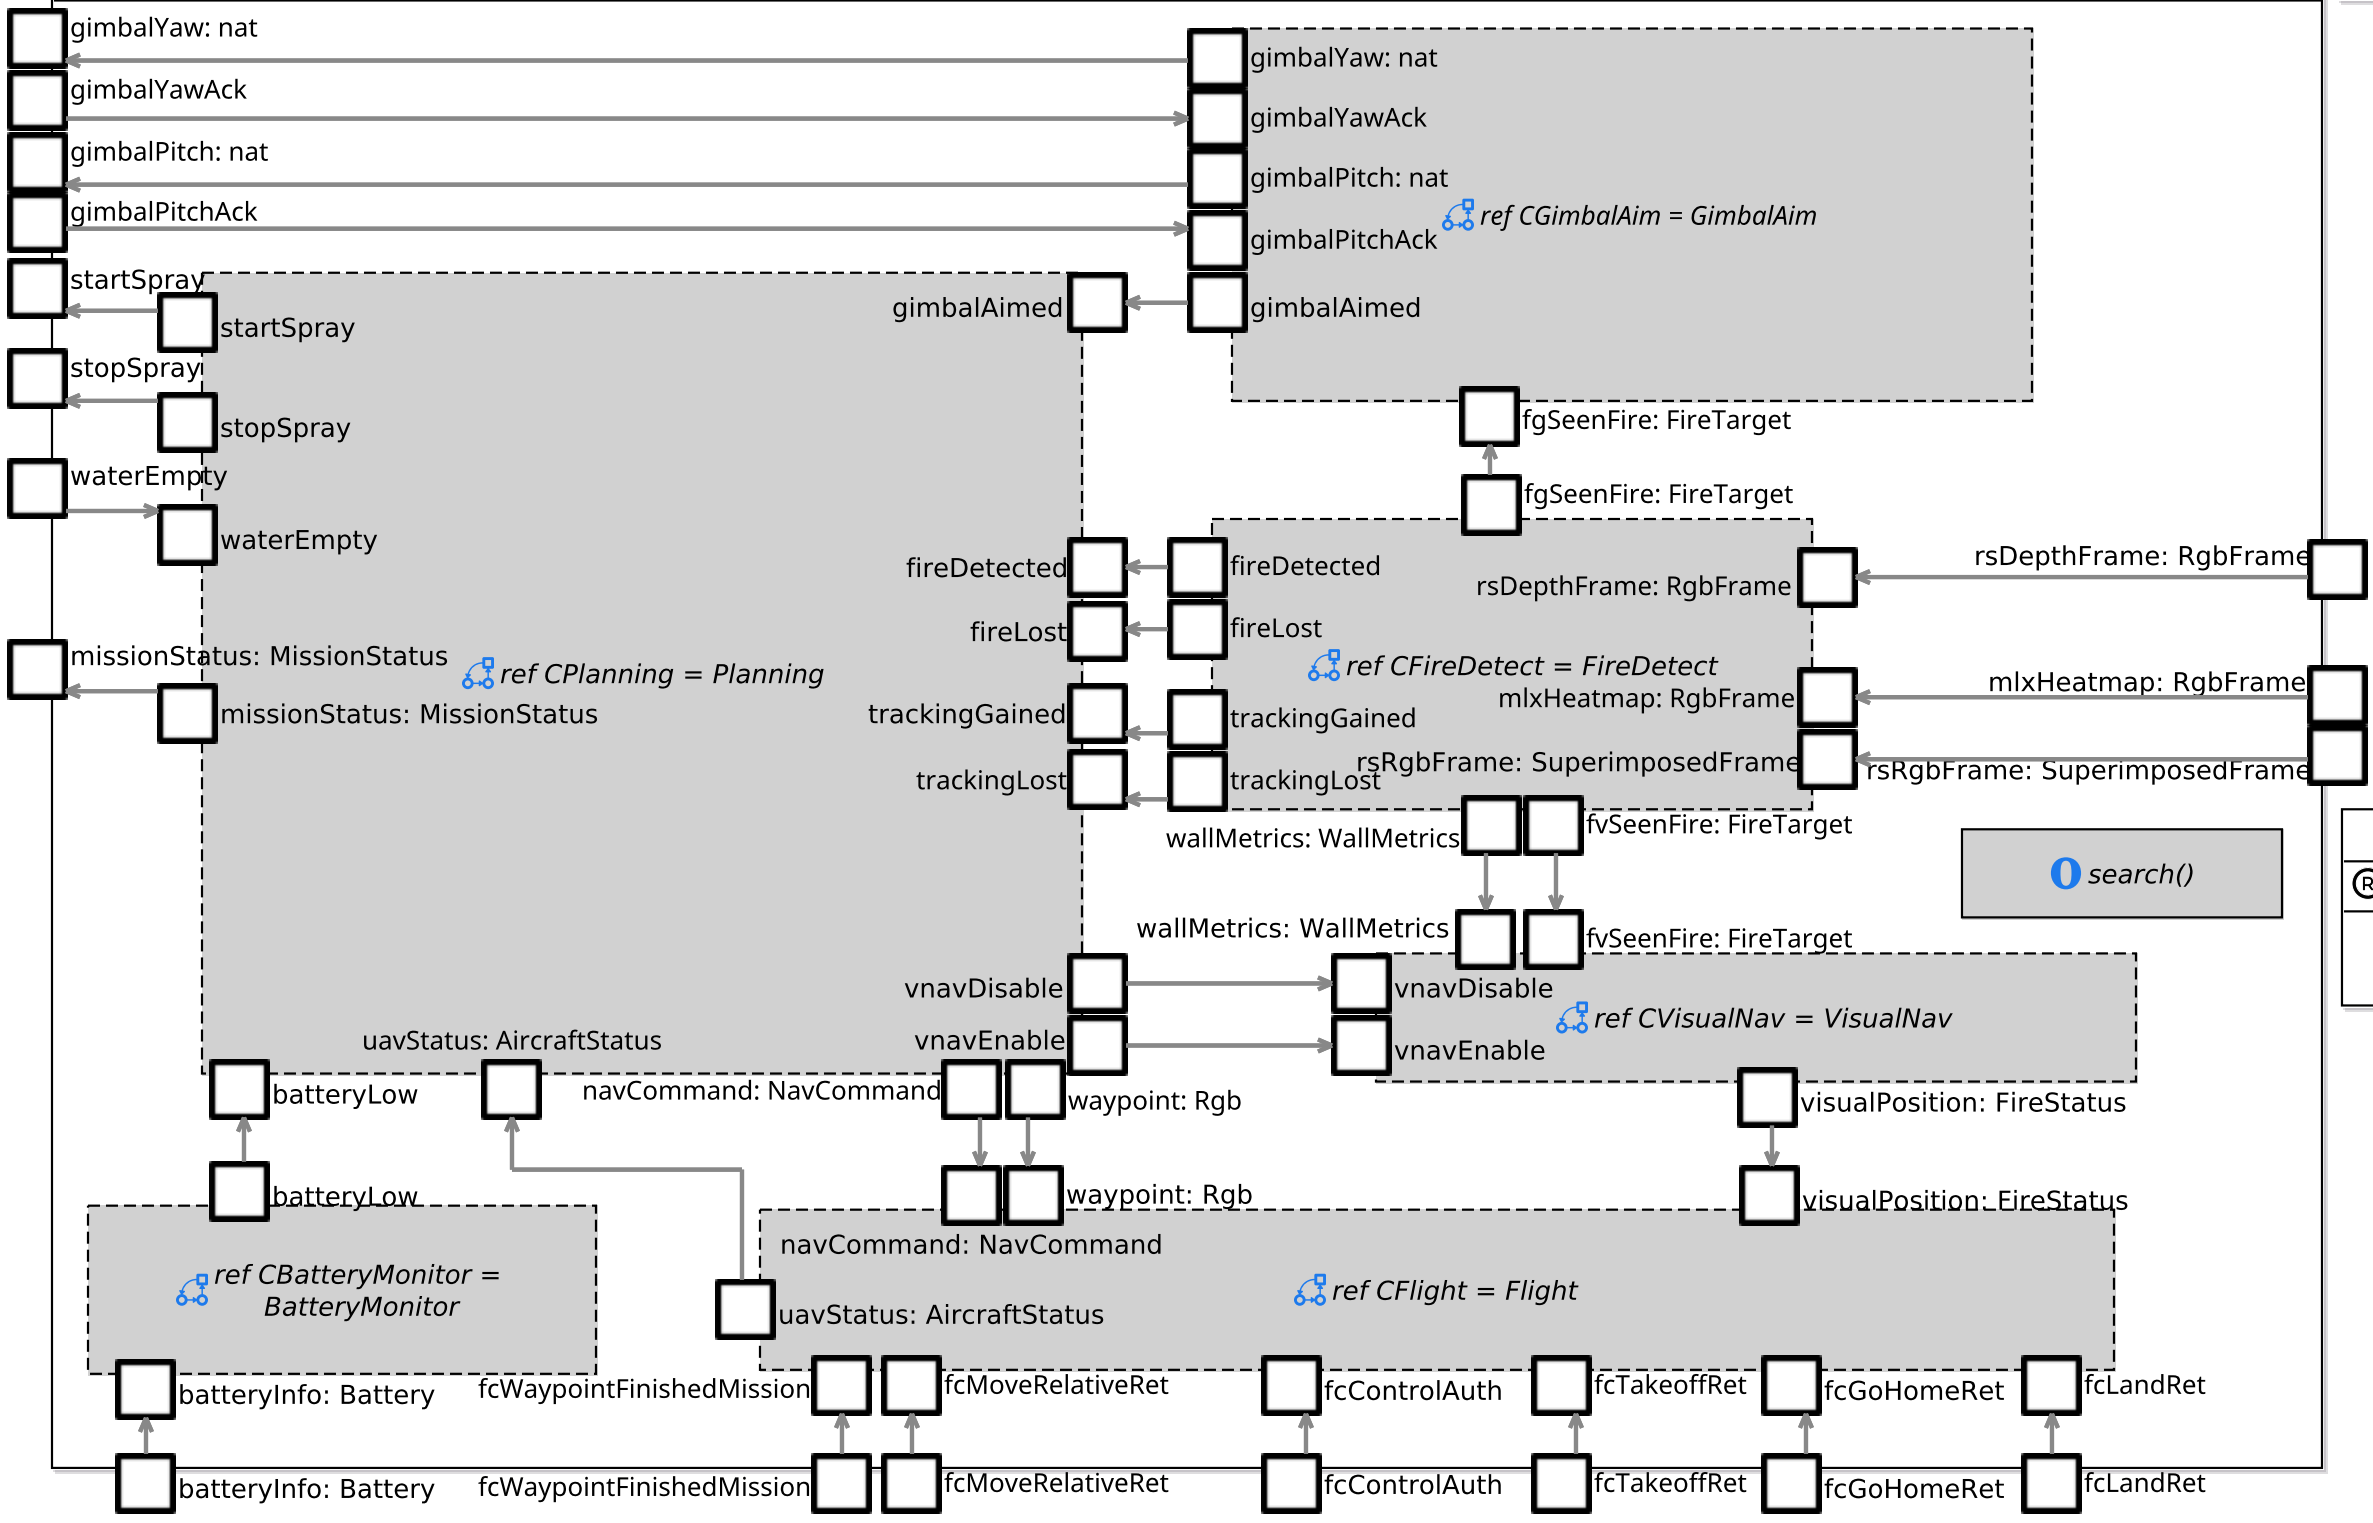 gimbalYaw: nat
gimbalYawAck
gimbalPitch: nat
gimbalPitchAck
startSpray
stopSpray
waterEmpty
missionStatus: MissionStatus
gimbalYaw: nat
gimbalYawAck
gimbalPitch: nat
gimbalPitchAck
gimbalAimed
ref CGimbalAim = GimbalAim
fgSeenFire: FireTarget
startSpray
stopSpray
waterEmpty
missionStatus: MissionStatus
ref CPlanning = Planning
gimbalAimed
fireDetected
fireLost
trackingGained
trackingLost
vnavDisable
vnavEnable
uavStatus: AircraftStatus
batteryLow
navCommand: NavCommand
waypoint: Rgb
fgSeenFire: FireTarget
fireDetected
fireLost
trackingGained
trackingLost
ref CFireDetect = FireDetect
rsDepthFrame: RgbFrame
mlxHeatmap: RgbFrame
rsRgbFrame: SuperimposedFrame
rsDepthFrame: RgbFrame
mlxHeatmap: RgbFrame
rsRgbFrame: SuperimposedFrame
wallMetrics: WallMetrics
fvSeenFire: FireTarget
O search()
R
wallMetrics: WallMetrics
fvSeenFire: FireTarget
vnavDisable
vnavEnable
ref CVisualNav = VisualNav
visualPosition: FireStatus
batteryLow
ref CBatteryMonitor =
BatteryMonitor
batteryInfo: Battery
waypoint: Rgb
visualPosition: FireStatus
navCommand: NavCommand
ref CFlight = Flight
uavStatus: AircraftStatus
fcWaypointFinishedMission
fcMoveRelativeRet
fcControlAuth
fcTakeoffRet
fcGoHomeRet
fcLandRet
batteryInfo: Battery
fcWaypointFinishedMission
fcMoveRelativeRet
fcControlAuth
fcTakeoffRet
fcGoHomeRet
fcLandRet